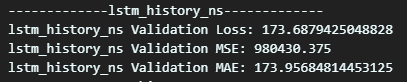 -------------lstm_history_ns-------------
lstm_history_ns Validation Loss: 173.6879425048828
lstm_history_ns Validation MSE: 980430.375
lstm_history_ns Validation MAE: 173.95684814453125